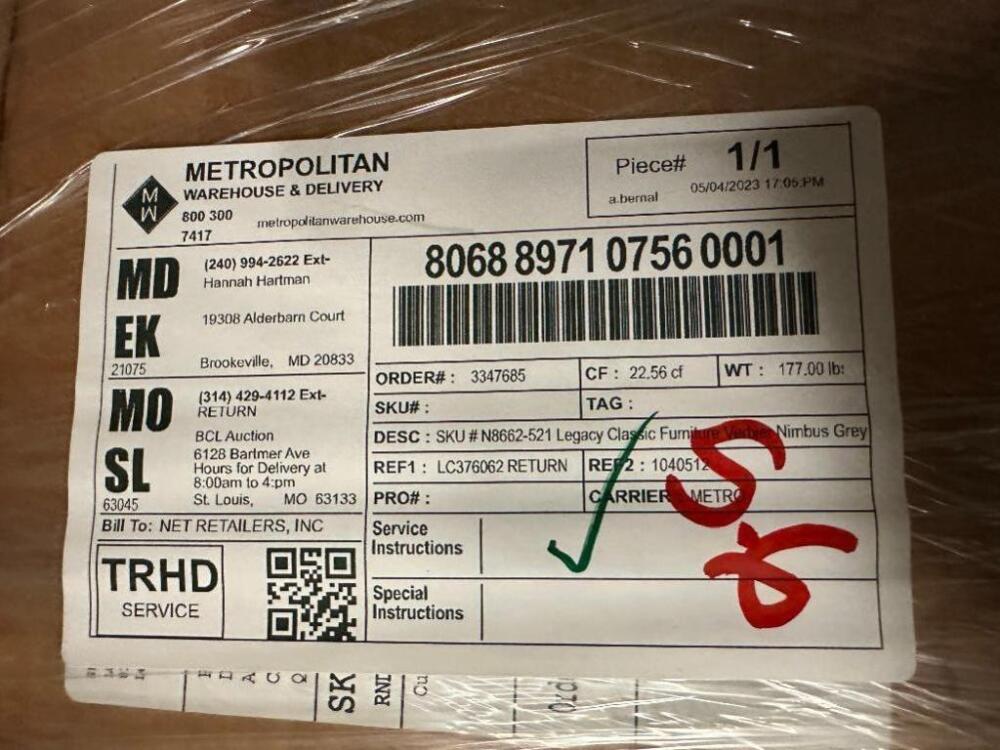 METROPOLITAN
WAREHOUSE & DELIVERY
800 300
7417
metropolitanwarehouse.com
Piece# 1/1
a.bernal 05/04/2023 17:05 PM
MD
EK
21075
(240) 994-2622 Ext-
Hannah Hartman
19308 Alderbarn Court
Brookeville, MD 20833
MO
SL
63045
(314) 429-4112 Ext-
RETURN
BCL Auction
6128 Bartmer Ave
Hours for Delivery at
8:00am to 4:pm
St. Louis, MO 63133
Bill To: NET RETAILERS, INC
TRHD
SERVICE
8068 8971 0756 0001
ORDER# : 3347685
CF : 22.56 cf
WT : 177.00 lb:
SKU# :
TAG :
DESC : SKU # N8662-521 Legacy Classic Furniture Verbier Nimbus Grey
REF1 : LC376062 RETURN
REF2 : 1040512
PRO# :
CARRIER METRO
Service
Instructions
Special
Instructions
SK
RNI
Cu